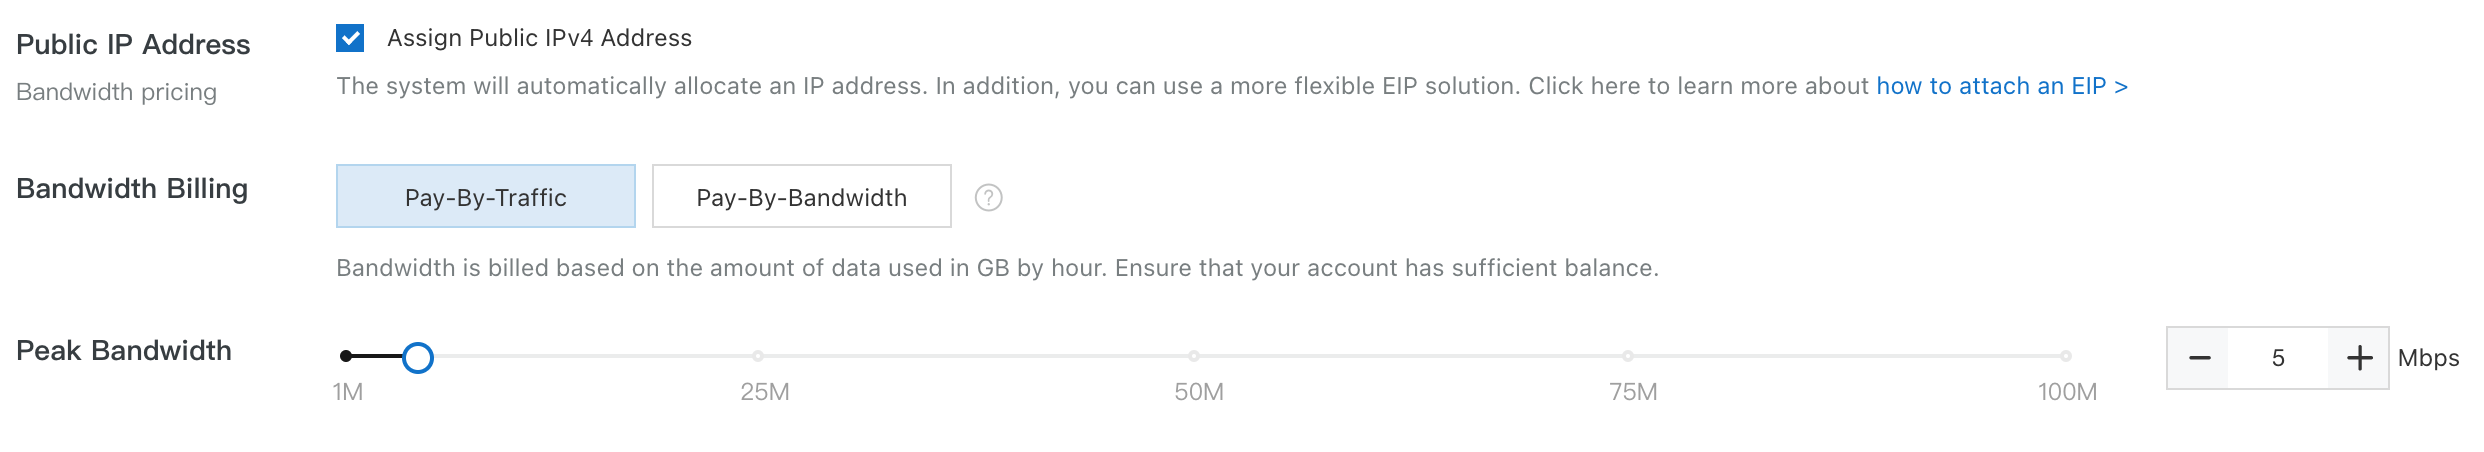 Public IP Address
Assign Public IPv4 Address
Bandwidth pricing
The system will automatically allocate an IP address. In addition, you can use a more flexible EIP solution. Click here to learn more about how to attach an EIP >
Bandwidth Billing
Pay-By-Traffic
Pay-By-Bandwidth
?
Bandwidth is billed based on the amount of data used in GB by hour. Ensure that your account has sufficient balance.
Peak Bandwidth
1M
25M
50M
75M
100M
− 5 + Mbps